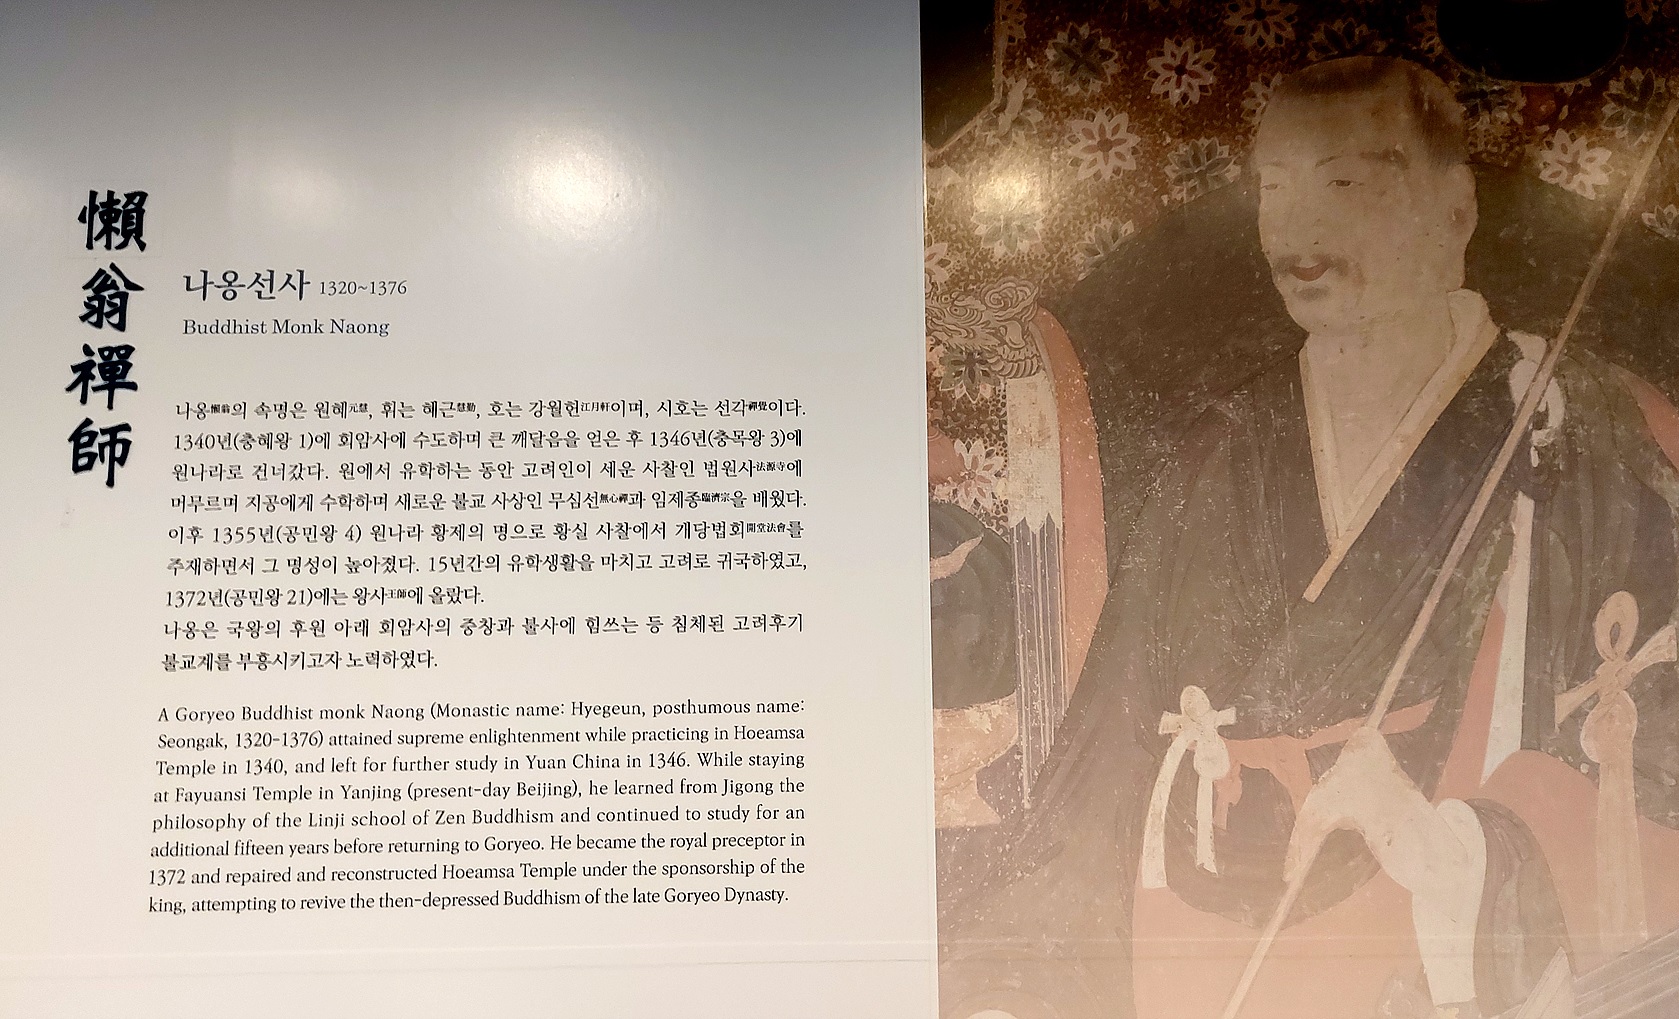 懶翁禪師
나옹선사 1320~1376
Buddhist Monk Naong
나옹懶翁의 속명은 원혜元慧, 휘는 혜근慧勤, 호는 강월헌江月軒이며, 시호는 선각禪覺이다.
1340년(충혜왕 1)에 회암사에 수도하며 큰 깨달음을 얻은 후 1346년(충목왕 3)에
원나라로 건너갔다. 원에서 유학하는 동안 고려인이 세운 사찰인 법원사法源寺에
머무르며 지공에게 수학하며 새로운 불교 사상인 무심선無心禪과 임제종臨濟宗을 배웠다.
이후 1355년(공민왕 4) 원나라 황제의 명으로 황실 사찰에서 개당법회開堂法會를
주재하면서 그 명성이 높아졌다. 15년간의 유학생활을 마치고 고려로 귀국하였고,
1372년(공민왕 21)에는 왕사王師에 올랐다.
나옹은 국왕의 후원 아래 회암사의 중창과 불사에 힘쓰는 등 침체된 고려후기
불교계를 부흥시키고자 노력하였다.
A Goryeo Buddhist monk Naong (Monastic name: Hyegeun, posthumous name:
Seongak, 1320-1376) attained supreme enlightenment while practicing in Hoeamsa
Temple in 1340, and left for further study in Yuan China in 1346. While staying
at Fayuansi Temple in Yanjing (present-day Beijing), he learned from Jigong the
philosophy of the Linji school of Zen Buddhism and continued to study for an
additional fifteen years before returning to Goryeo. He became the royal preceptor in
1372 and repaired and reconstructed Hoeamsa Temple under the sponsorship of the
king, attempting to revive the then-depressed Buddhism of the late Goryeo Dynasty.